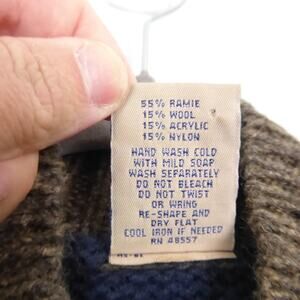 55% RAMIE
15% WOOL
15% ACRYLIC
15% NYLON
HAND WASH COLD
WITH MILD SOAP
WASH SEPARATELY
DO NOT BLEACH
DO NOT TWIST
OR WRING
RE-SHAPE AND
DRY FLAT
COOL IRON IF NEEDED
RN 48557